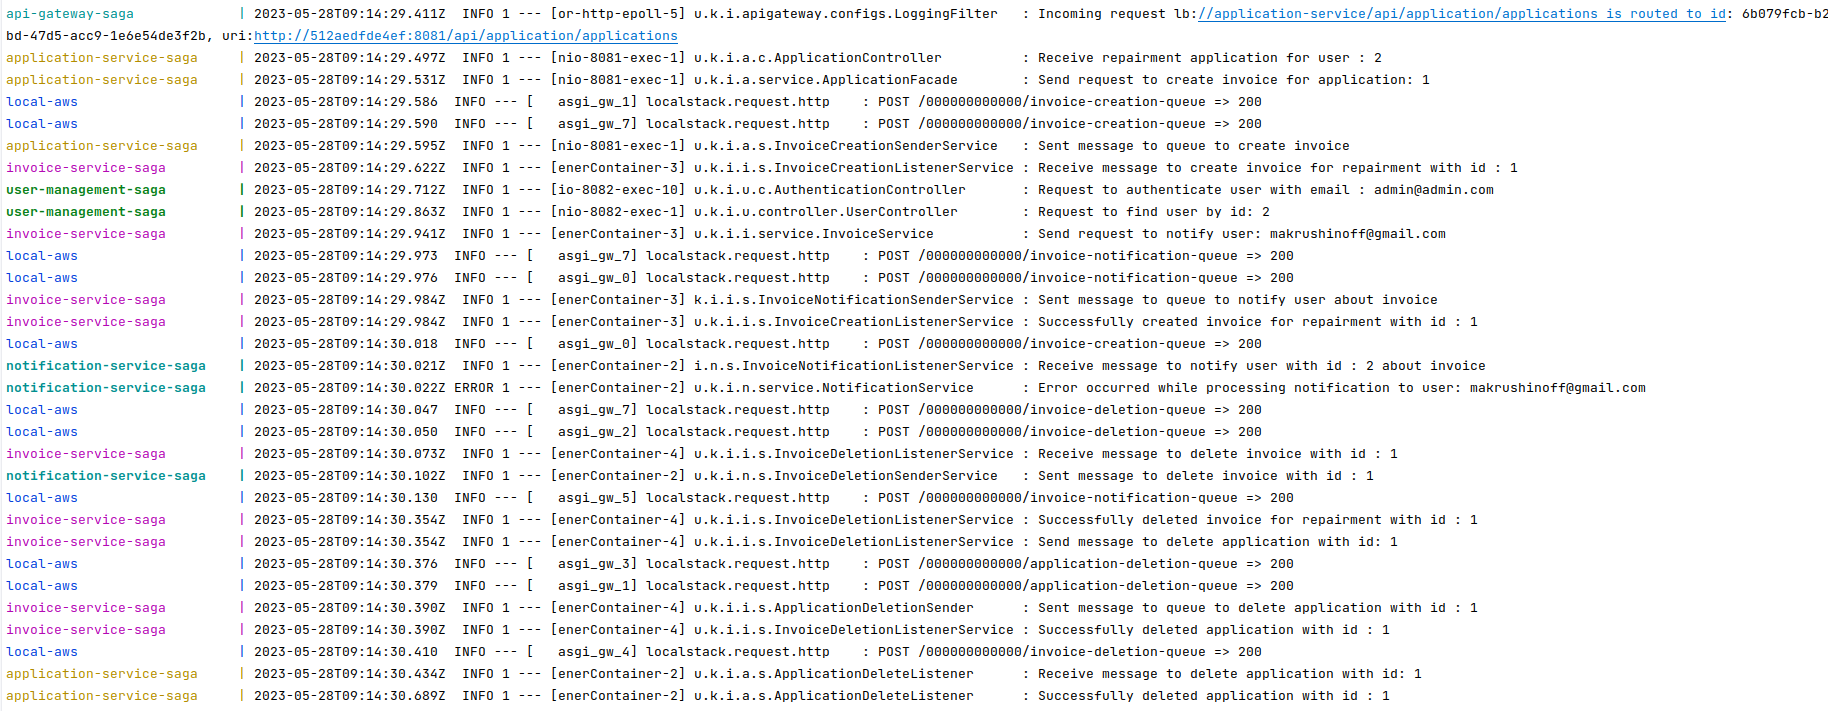 api-gateway-saga | 2023-05-28T09:14:29.411Z INFO 1 --- [or-http-epoll-5] u.k.i.apigateway.configs.LoggingFilter : Incoming request lb://application-service/api/application/applications is routed to id: 6b079fcb-b2
bd-47d5-acc9-1e6e54de3f2b, uri:http://512aedfde4ef:8081/api/application/applications
application-service-saga | 2023-05-28T09:14:29.497Z INFO 1 --- [nio-8081-exec-1] u.k.i.a.c.ApplicationController : Receive repairment application for user : 2
application-service-saga | 2023-05-28T09:14:29.531Z INFO 1 --- [nio-8081-exec-1] u.k.i.a.service.ApplicationFacade : Send request to create invoice for application: 1
local-aws | 2023-05-28T09:14:29.586 INFO --- [ asgi_gw_1] localstack.request.http : POST /000000000000/invoice-creation-queue => 200
local-aws | 2023-05-28T09:14:29.590 INFO --- [ asgi_gw_7] localstack.request.http : POST /000000000000/invoice-creation-queue => 200
application-service-saga | 2023-05-28T09:14:29.595Z INFO 1 --- [nio-8081-exec-1] u.k.i.a.s.InvoiceCreationSenderService : Sent message to queue to create invoice
invoice-service-saga | 2023-05-28T09:14:29.622Z INFO 1 --- [enerContainer-3] u.k.i.i.s.InvoiceCreationListenerService : Receive message to create invoice for repairment with id : 1
user-management-saga | 2023-05-28T09:14:29.712Z INFO 1 --- [io-8082-exec-10] u.k.i.u.c.AuthenticationController : Request to authenticate user with email : admin@admin.com
user-management-saga | 2023-05-28T09:14:29.863Z INFO 1 --- [nio-8082-exec-1] u.k.i.u.controller.UserController : Request to find user by id: 2
invoice-service-saga | 2023-05-28T09:14:29.941Z INFO 1 --- [enerContainer-3] u.k.i.i.service.InvoiceService : Send request to notify user: makrushinoff@gmail.com
local-aws | 2023-05-28T09:14:29.973 INFO --- [ asgi_gw_7] localstack.request.http : POST /000000000000/invoice-notification-queue => 200
local-aws | 2023-05-28T09:14:29.976 INFO --- [ asgi_gw_0] localstack.request.http : POST /000000000000/invoice-notification-queue => 200
invoice-service-saga | 2023-05-28T09:14:29.984Z INFO 1 --- [enerContainer-3] k.i.i.s.InvoiceNotificationSenderService : Sent message to queue to notify user about invoice
invoice-service-saga | 2023-05-28T09:14:29.984Z INFO 1 --- [enerContainer-3] u.k.i.i.s.InvoiceCreationListenerService : Successfully created invoice for repairment with id : 1
local-aws | 2023-05-28T09:14:30.018 INFO --- [ asgi_gw_0] localstack.request.http : POST /000000000000/invoice-creation-queue => 200
notification-service-saga | 2023-05-28T09:14:30.021Z INFO 1 --- [enerContainer-2] i.n.s.InvoiceNotificationListenerService : Receive message to notify user with id : 2 about invoice
notification-service-saga | 2023-05-28T09:14:30.022Z ERROR 1 --- [enerContainer-2] u.k.i.n.service.NotificationService : Error occurred while processing notification to user: makrushinoff@gmail.com
local-aws | 2023-05-28T09:14:30.047 INFO --- [ asgi_gw_7] localstack.request.http : POST /000000000000/invoice-deletion-queue => 200
local-aws | 2023-05-28T09:14:30.050 INFO --- [ asgi_gw_2] localstack.request.http : POST /000000000000/invoice-deletion-queue => 200
invoice-service-saga | 2023-05-28T09:14:30.073Z INFO 1 --- [enerContainer-4] u.k.i.i.s.InvoiceDeletionListenerService : Receive message to delete invoice with id : 1
notification-service-saga | 2023-05-28T09:14:30.102Z INFO 1 --- [enerContainer-2] u.k.i.n.s.InvoiceDeletionSenderService : Sent message to delete invoice with id : 1
local-aws | 2023-05-28T09:14:30.130 INFO --- [ asgi_gw_5] localstack.request.http : POST /000000000000/invoice-notification-queue => 200
invoice-service-saga | 2023-05-28T09:14:30.354Z INFO 1 --- [enerContainer-4] u.k.i.i.s.InvoiceDeletionListenerService : Successfully deleted invoice for repairment with id : 1
invoice-service-saga | 2023-05-28T09:14:30.354Z INFO 1 --- [enerContainer-4] u.k.i.i.s.InvoiceDeletionListenerService : Send message to delete application with id: 1
local-aws | 2023-05-28T09:14:30.376 INFO --- [ asgi_gw_3] localstack.request.http : POST /000000000000/application-deletion-queue => 200
local-aws | 2023-05-28T09:14:30.379 INFO --- [ asgi_gw_1] localstack.request.http : POST /000000000000/application-deletion-queue => 200
invoice-service-saga | 2023-05-28T09:14:30.390Z INFO 1 --- [enerContainer-4] u.k.i.i.s.ApplicationDeletionSender : Sent message to queue to delete application with id : 1
invoice-service-saga | 2023-05-28T09:14:30.390Z INFO 1 --- [enerContainer-4] u.k.i.i.s.InvoiceDeletionListenerService : Successfully deleted application with id : 1
local-aws | 2023-05-28T09:14:30.410 INFO --- [ asgi_gw_4] localstack.request.http : POST /000000000000/invoice-deletion-queue => 200
application-service-saga | 2023-05-28T09:14:30.434Z INFO 1 --- [enerContainer-2] u.k.i.a.s.ApplicationDeleteListener : Receive message to delete application with id: 1
application-service-saga | 2023-05-28T09:14:30.689Z INFO 1 --- [enerContainer-2] u.k.i.a.s.ApplicationDeleteListener : Successfully deleted application with id : 1